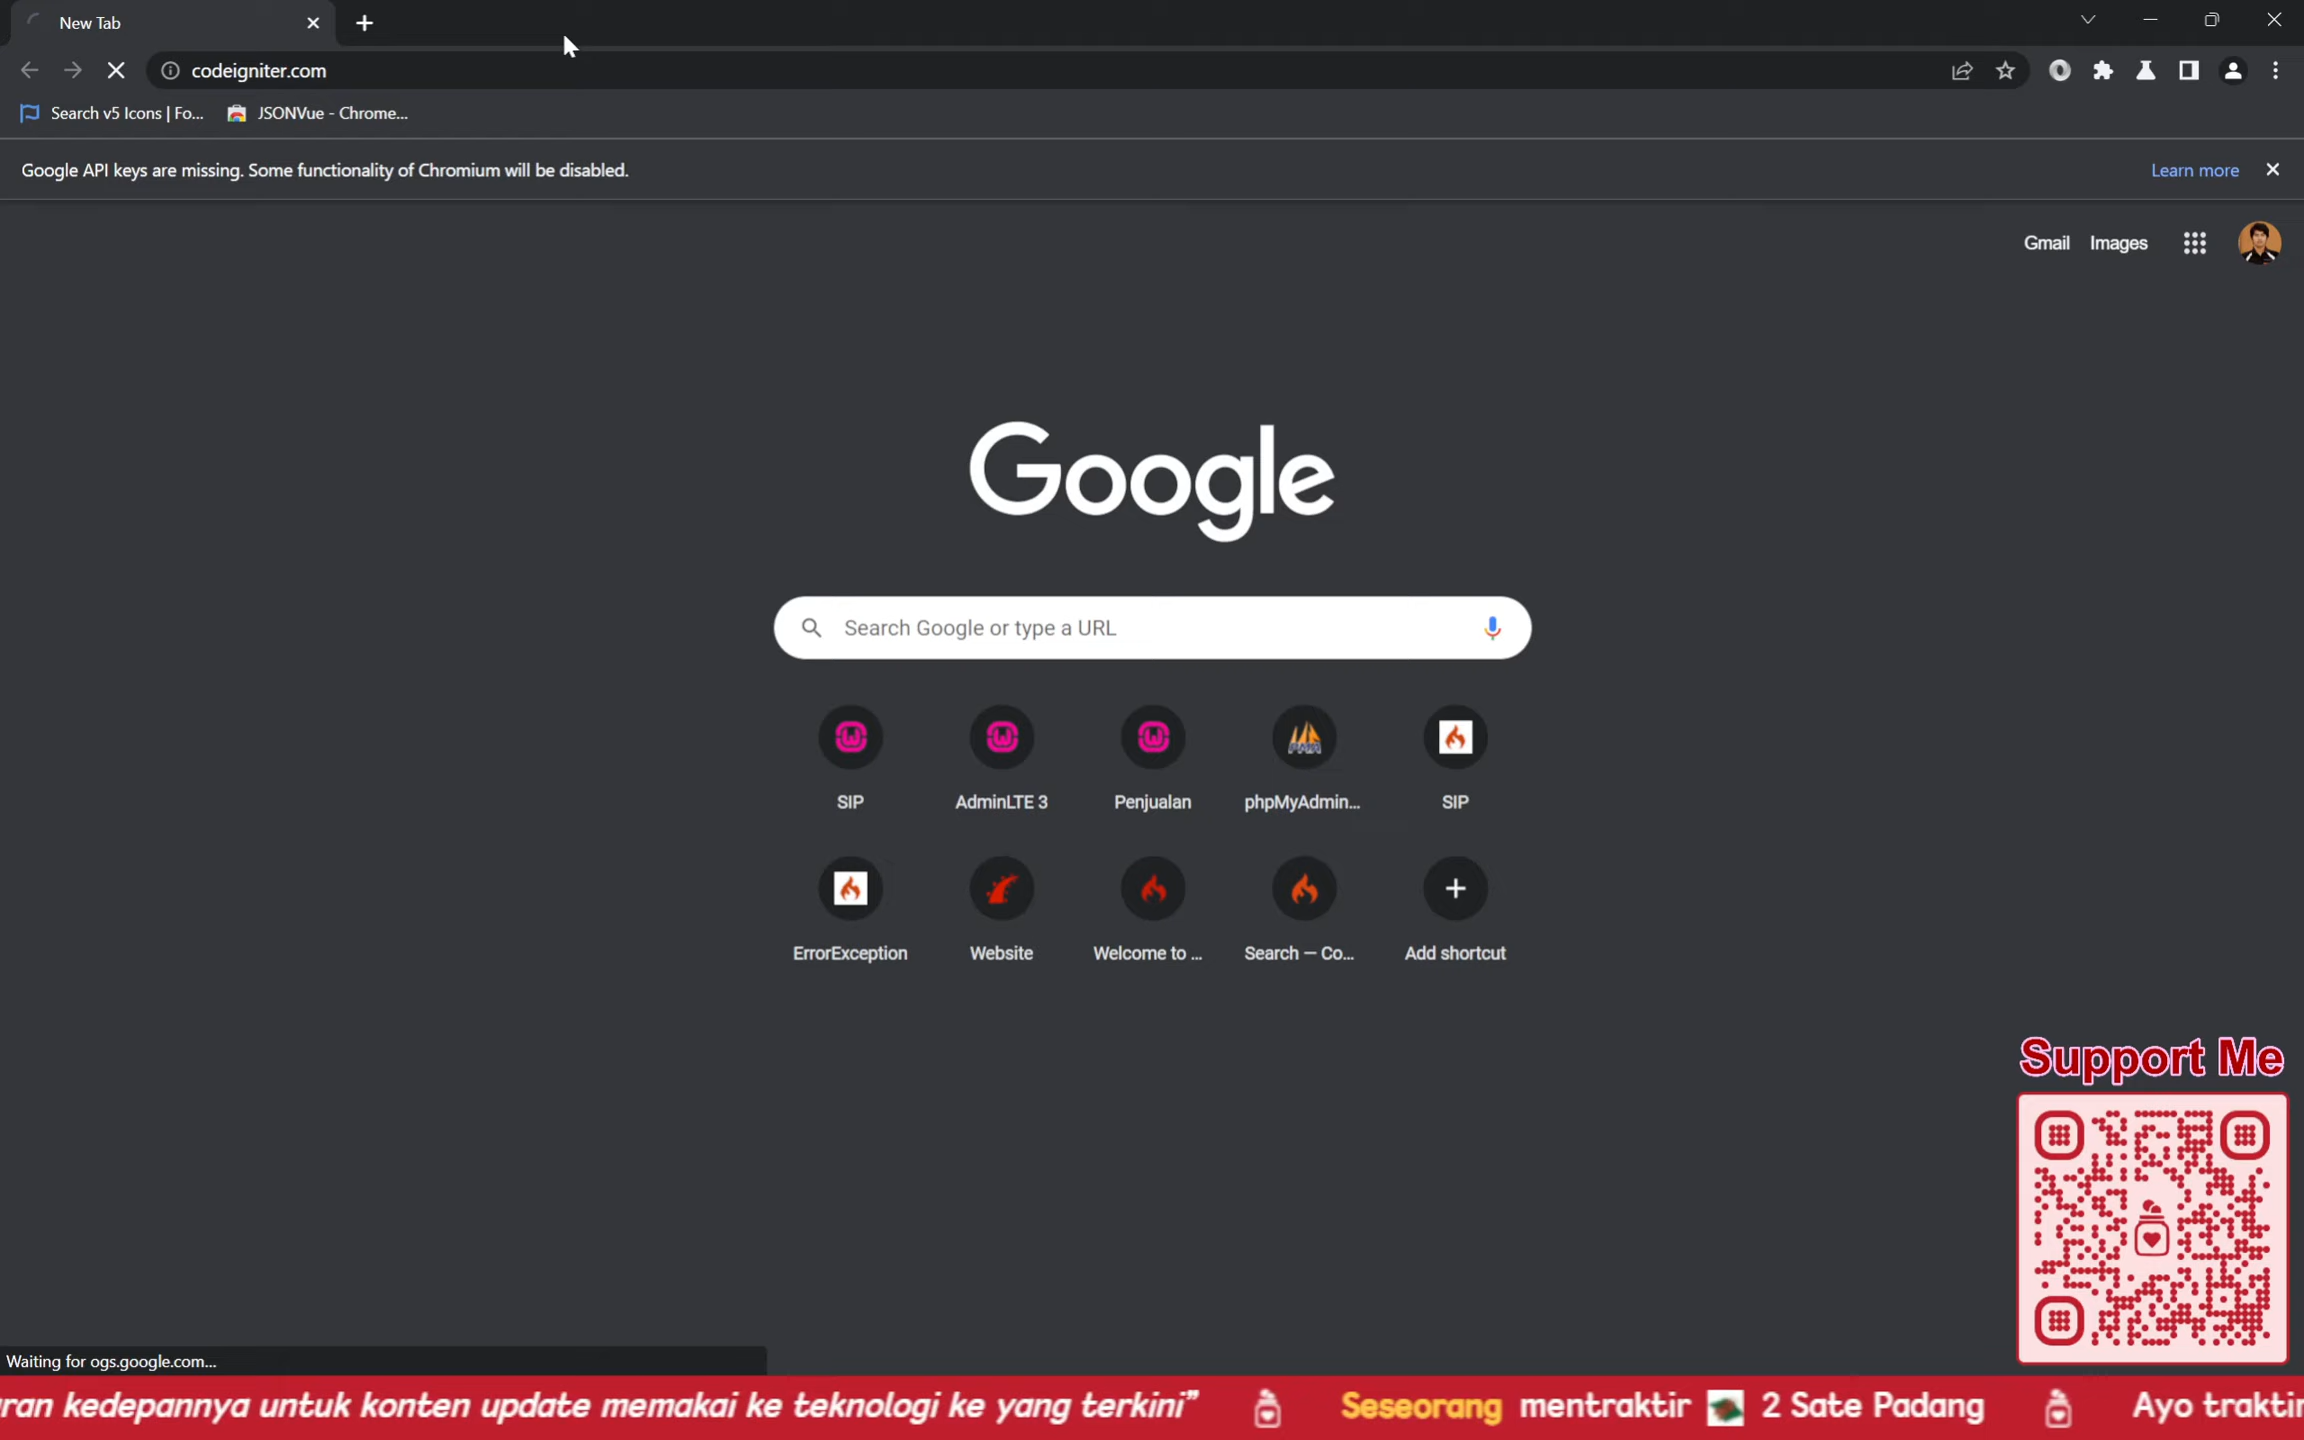 New Tab
codeigniter.com
Search v5 Icons | Fo...
JSONVue - Chrome...
Google API keys are missing. Some functionality of Chromium will be disabled.
Learn more
Gmail
Images
Google
Search Google or type a URL
SIP
AdminLTE 3
Penjualan
phpMyAdmin...
SIP
ErrorException
Website
Welcome to ...
Search — Co...
Add shortcut
Support Me
Waiting for ogs.google.com...
ran kedepannya untuk konten update memakai ke teknologi ke yang terkini” Seseorang mentraktir 2 Sate Padang Ayo traktir